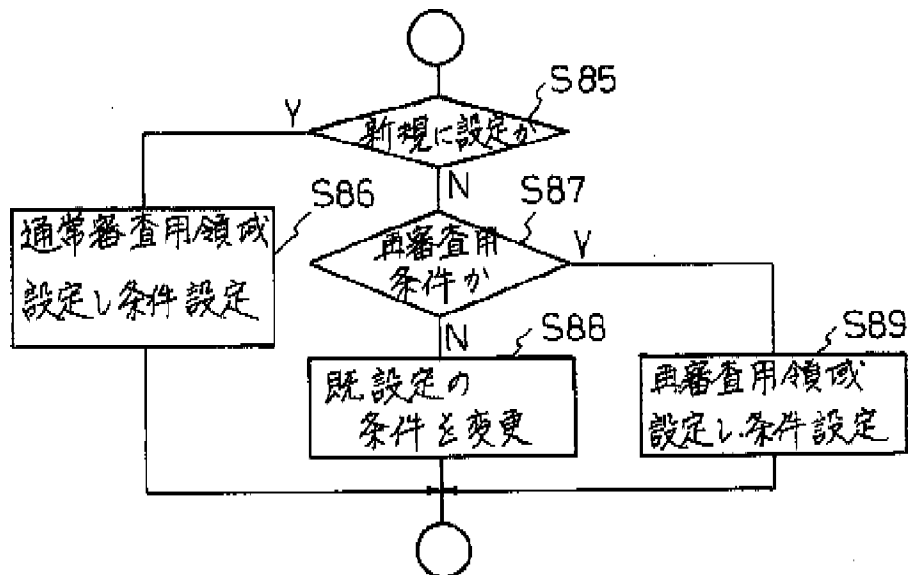 S85
Y
新規に設定か
N
S86
通常審査用領域
設定し条件設定
S87
再審査用
条件か
Y
N
S88
既設定の
条件を変更
S89
再審査用領域
設定し条件設定